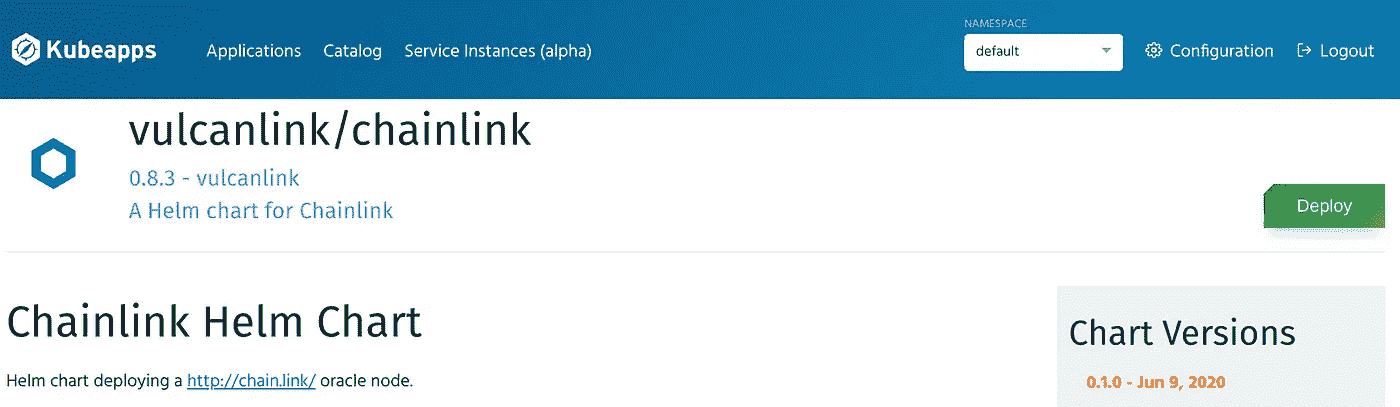 NAMESPACE
Kubeapps Applications Catalog Service Instances (alpha) default Configuration Logout
vulcanlink/chainlink
0.8.3 - vulcanlink
A Helm chart for Chainlink
Deploy
Chainlink Helm Chart
Helm chart deploying a http://chain.link/ oracle node.
Chart Versions
0.1.0 - Jun 9, 2020